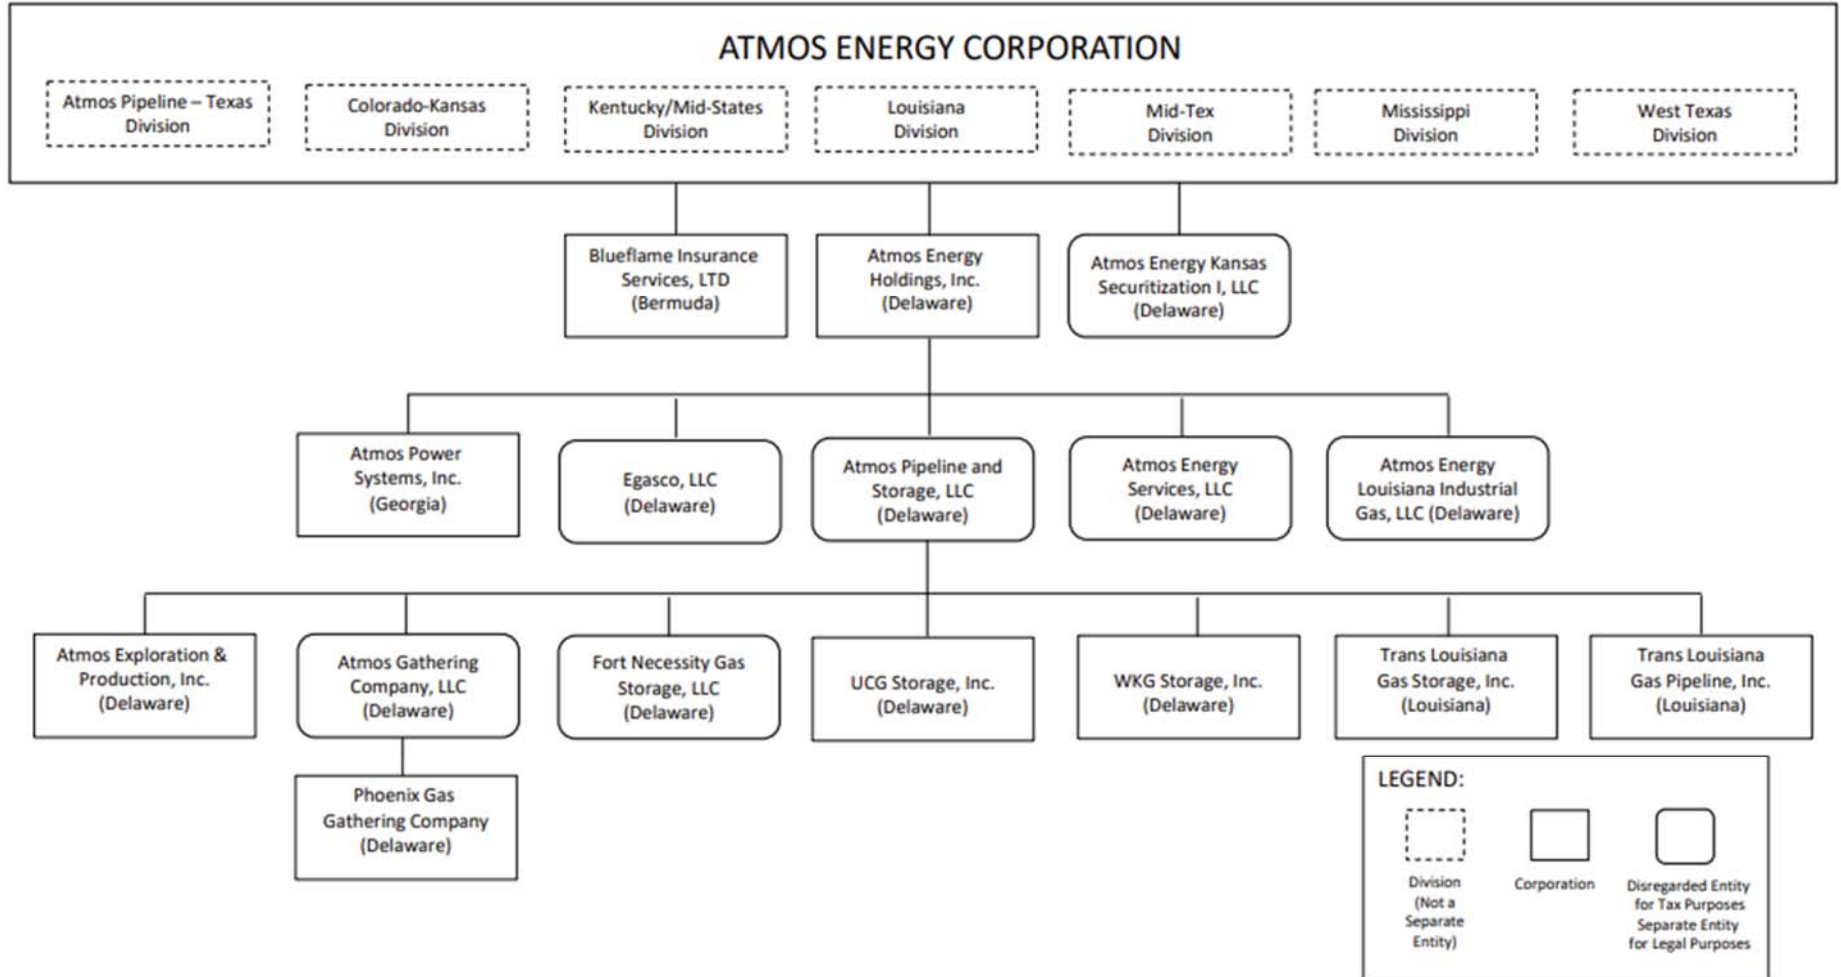 ATMOS ENERGY CORPORATION
Atmos Pipeline – Texas
Division
Colorado-Kansas
Division
Kentucky/Mid-States
Division
Louisiana
Division
Mid-Tex
Division
Mississippi
Division
West Texas
Division
Blueflame Insurance
Services, LTD
(Bermuda)
Atmos Energy
Holdings, Inc.
(Delaware)
Atmos Energy Kansas
Securitization I, LLC
(Delaware)
Atmos Power
Systems, Inc.
(Georgia)
Egasco, LLC
(Delaware)
Atmos Pipeline and
Storage, LLC
(Delaware)
Atmos Energy
Services, LLC
(Delaware)
Atmos Energy
Louisiana Industrial
Gas, LLC (Delaware)
Atmos Exploration &
Production, Inc.
(Delaware)
Atmos Gathering
Company, LLC
(Delaware)
Fort Necessity Gas
Storage, LLC
(Delaware)
UCG Storage, Inc.
(Delaware)
WKG Storage, Inc.
(Delaware)
Trans Louisiana
Gas Storage, Inc.
(Louisiana)
Trans Louisiana
Gas Pipeline, Inc.
(Louisiana)
Phoenix Gas
Gathering Company
(Delaware)
LEGEND:
Division
(Not a
Separate
Entity)
Corporation
Disregarded Entity
for Tax Purposes
Separate Entity
for Legal Purposes